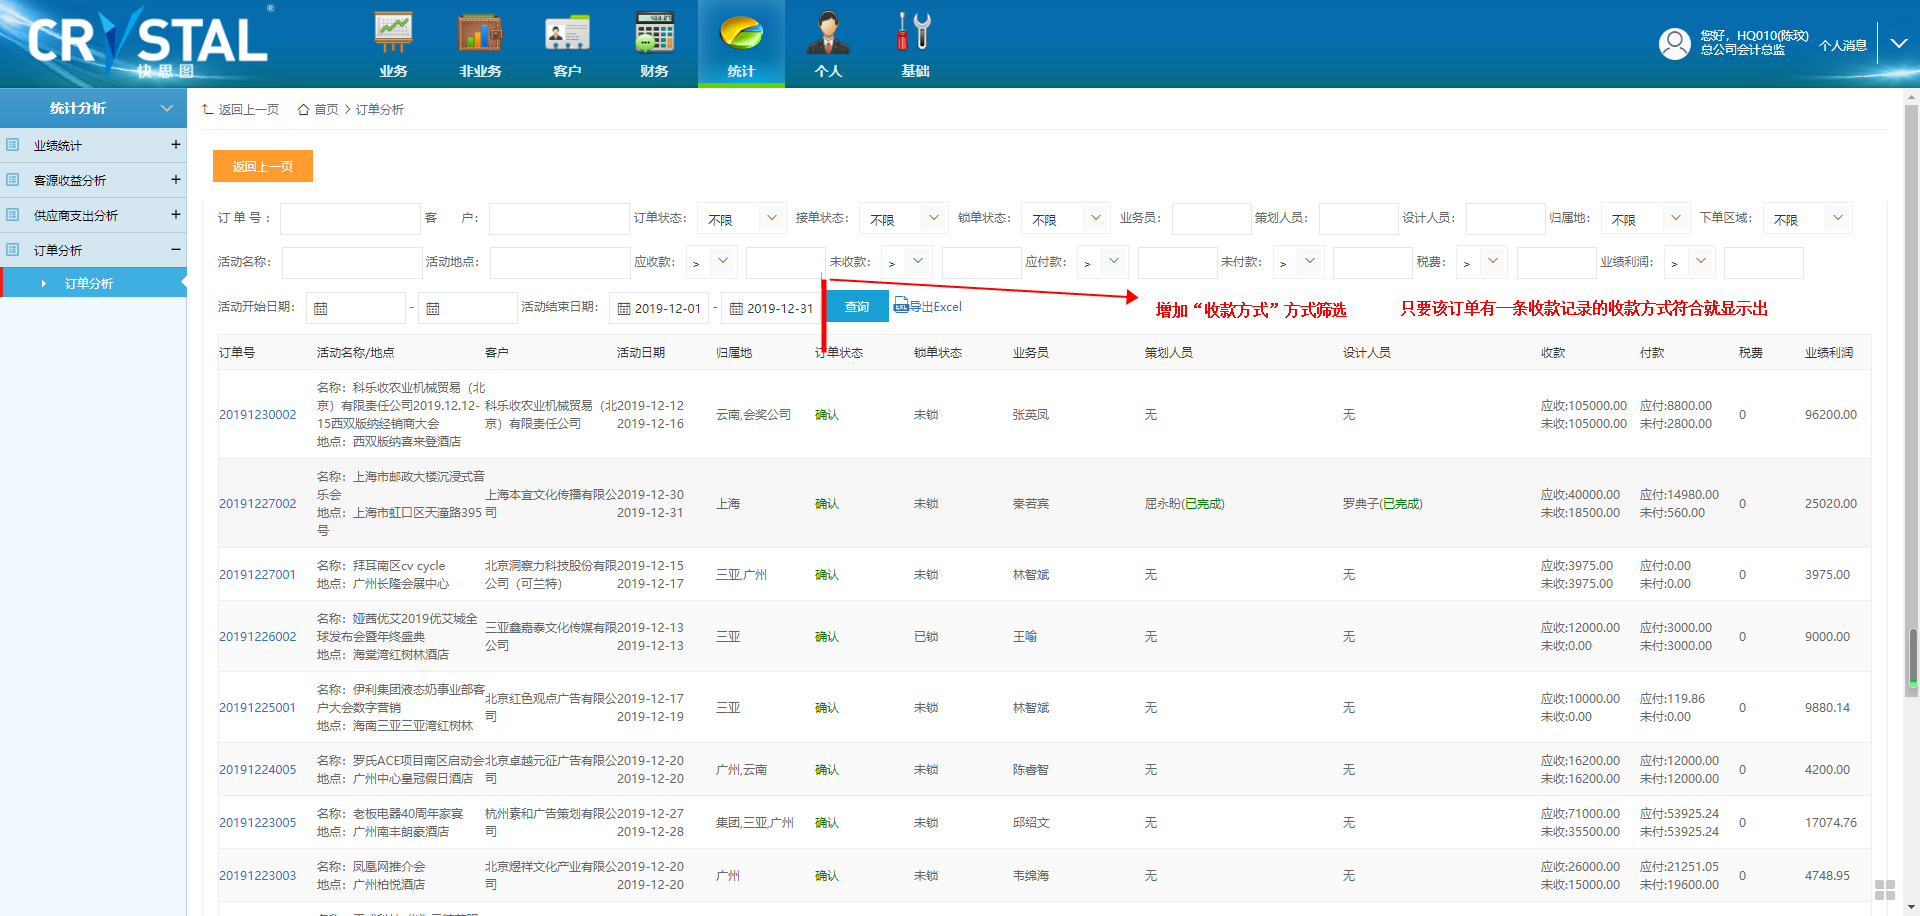 CRYSTAL®
快思图
业务
非业务
客户
财务
统计
个人
基础
您好，HQ010(陈玟)
总公司会计总监
个人消息
统计分析
业绩统计 +
客源收益分析 +
供应商支出分析 +
订单分析 −
订单分析
返回上一页 首页 > 订单分析
返回上一页
订 单 号： 客 户： 订单状态： 不限 接单状态： 不限 锁单状态： 不限 业务员： 策划人员： 设计人员： 归属地： 不限 下单区域： 不限
活动名称： 活动地点： 应收款： > 未收款： > 应付款： > 未付款： > 税费： > 业绩利润： >
活动开始日期： - 活动结束日期： 2019-12-01 - 2019-12-31 查询 导出Excel
增加“收款方式”方式筛选 只要该订单有一条收款记录的收款方式符合就显示出
订单号 活动名称/地点 客户 活动日期 归属地 订单状态 锁单状态 业务员 策划人员 设计人员 收款 付款 税费 业绩利润
20191230002
名称：科乐收农业机械贸易（北
京）有限责任公司2019.12.12-
15西双版纳经销商大会
地点：西双版纳喜来登酒店
科乐收农业机械贸易（北
京）有限责任公司
2019-12-12
2019-12-16
云南,会奖公司 确认 未锁 张英凤 无 无
应收:105000.00
未收:105000.00
应付:8800.00
未付:2800.00
0 96200.00
20191227002
名称：上海市邮政大楼沉浸式音
乐会
地点：上海市虹口区天潼路395
号
上海本宜文化传播有限公
司
2019-12-30
2019-12-31
上海 确认 未锁 秦若宾 屈永盼(已完成) 罗典子(已完成)
应收:40000.00
未收:18500.00
应付:14980.00
未付:560.00
0 25020.00
20191227001
名称：拜耳南区cv cycle
地点：广州长隆会展中心
北京洞察力科技股份有限
公司（可兰特）
2019-12-15
2019-12-17
三亚,广州 确认 未锁 林智斌 无 无
应收:3975.00
未收:3975.00
应付:0.00
未付:0.00
0 3975.00
20191226002
名称：娅茜优艾2019优艾城全
球发布会暨年终盛典
地点：海棠湾红树林酒店
三亚鑫嘉泰文化传媒有限
公司
2019-12-13
2019-12-13
三亚 确认 已锁 王喻 无 无
应收:12000.00
未收:0.00
应付:3000.00
未付:3000.00
0 9000.00
20191225001
名称：伊利集团液态奶事业部客
户大会数字营销
地点：海南三亚三亚湾红树林
北京红色观点广告有限公
司
2019-12-17
2019-12-19
三亚 确认 未锁 林智斌 无 无
应收:10000.00
未收:0.00
应付:119.86
未付:0.00
0 9880.14
20191224005
名称：罗氏ACE项目南区启动会
地点：广州中心皇冠假日酒店
北京卓越元征广告有限公
司
2019-12-20
2019-12-20
广州,云南 确认 未锁 陈睿智 无 无
应收:16200.00
未收:16200.00
应付:12000.00
未付:12000.00
0 4200.00
20191223005
名称：老板电器40周年家宴
地点：广州南丰朗豪酒店
杭州素和广告策划有限公
司
2019-12-27
2019-12-28
集团,三亚,广州 确认 未锁 邱绍文 无 无
应收:71000.00
未收:35500.00
应付:53925.24
未付:53925.24
0 17074.76
20191223003
名称：凤凰网推介会
地点：广州柏悦酒店
北京煜祥文化产业有限公
司
2019-12-20
2019-12-20
广州 确认 未锁 韦绵海 无 无
应收:26000.00
未收:15000.00
应付:21251.05
未付:19600.00
0 4748.95